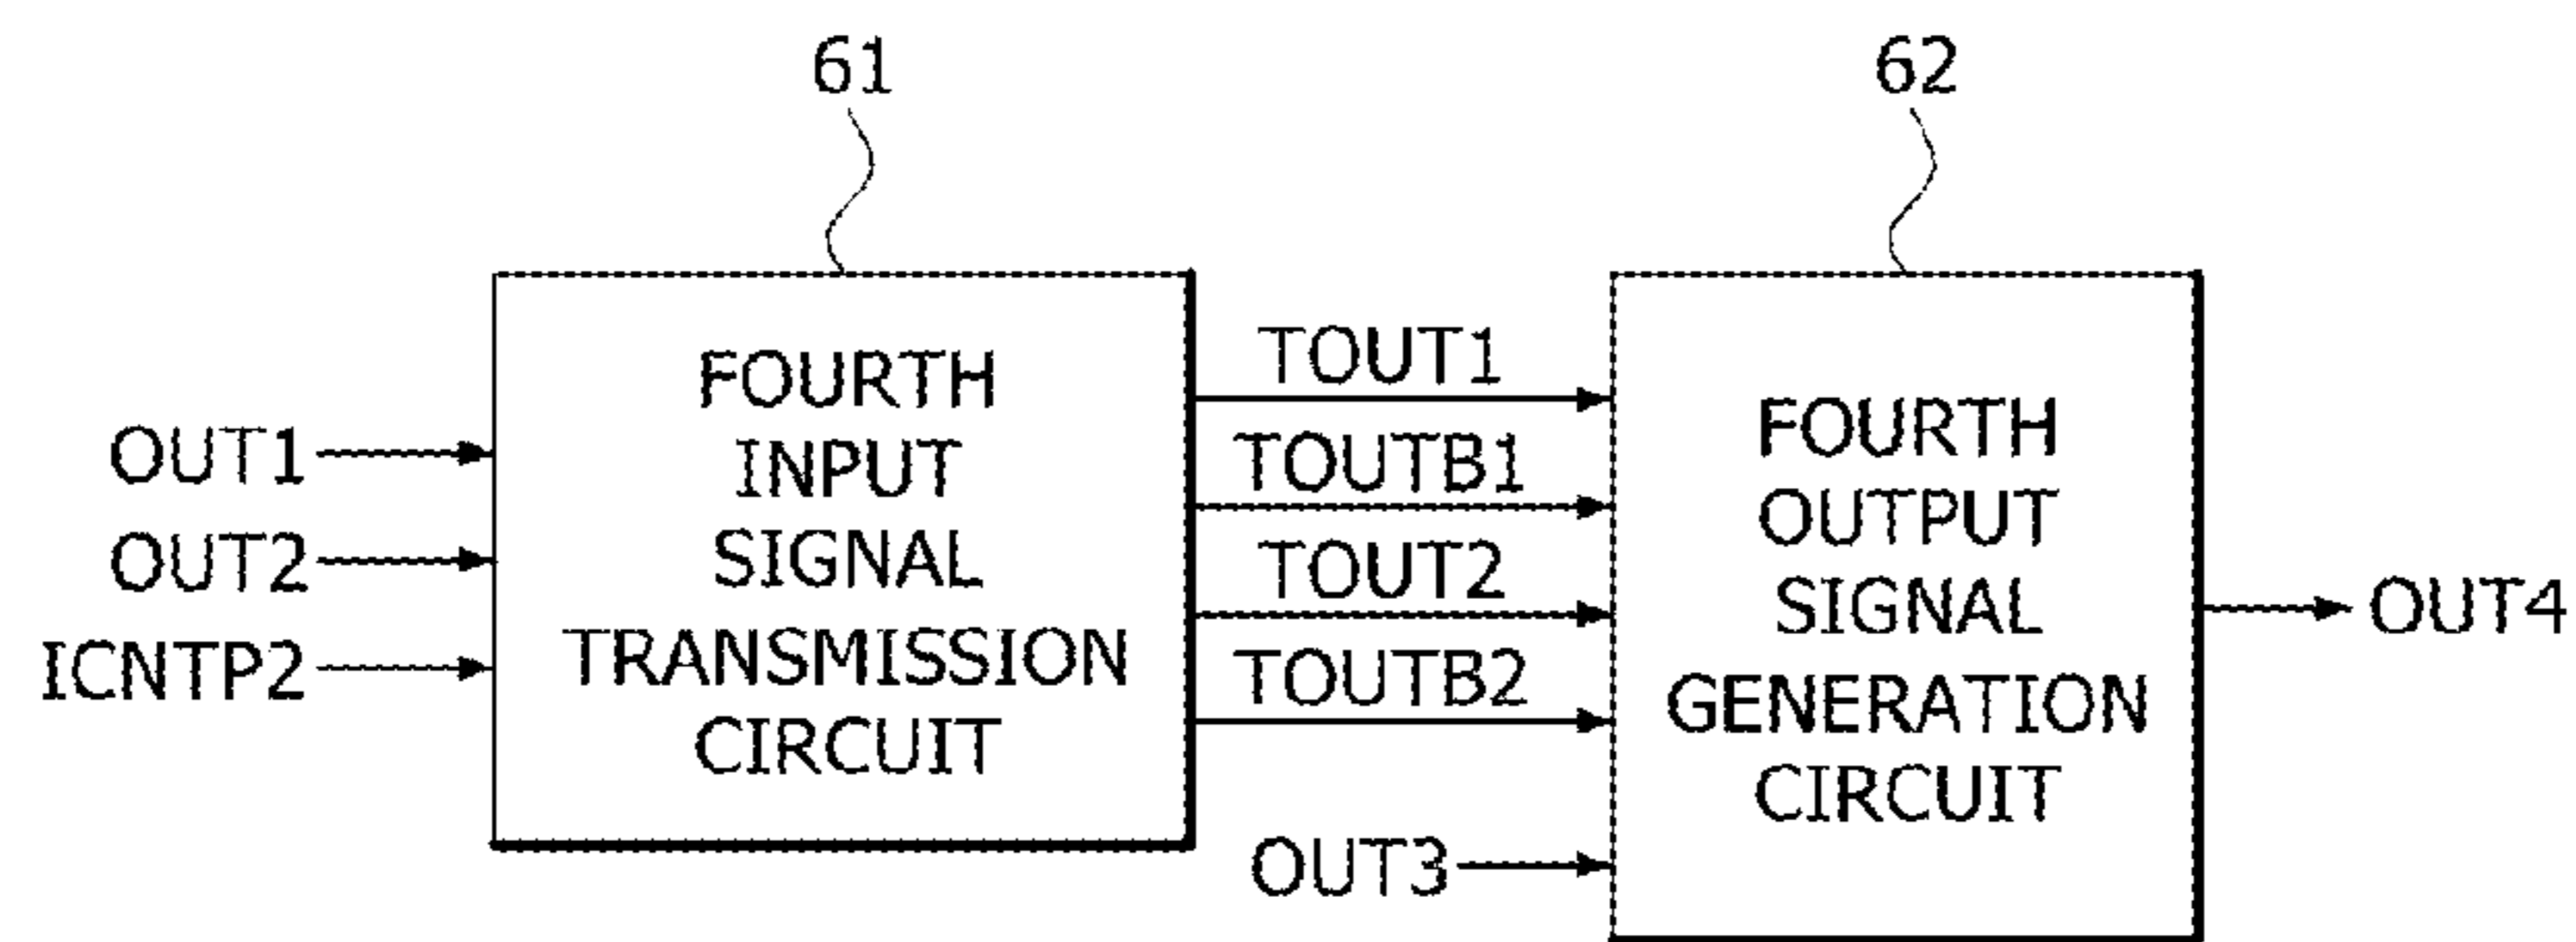 61
62
OUT1
OUT2
ICNTP2
FOURTH
INPUT
SIGNAL
TRANSMISSION
CIRCUIT
TOUT1
TOUTB1
TOUT2
TOUTB2
OUT3
FOURTH
OUTPUT
SIGNAL
GENERATION
CIRCUIT
OUT4